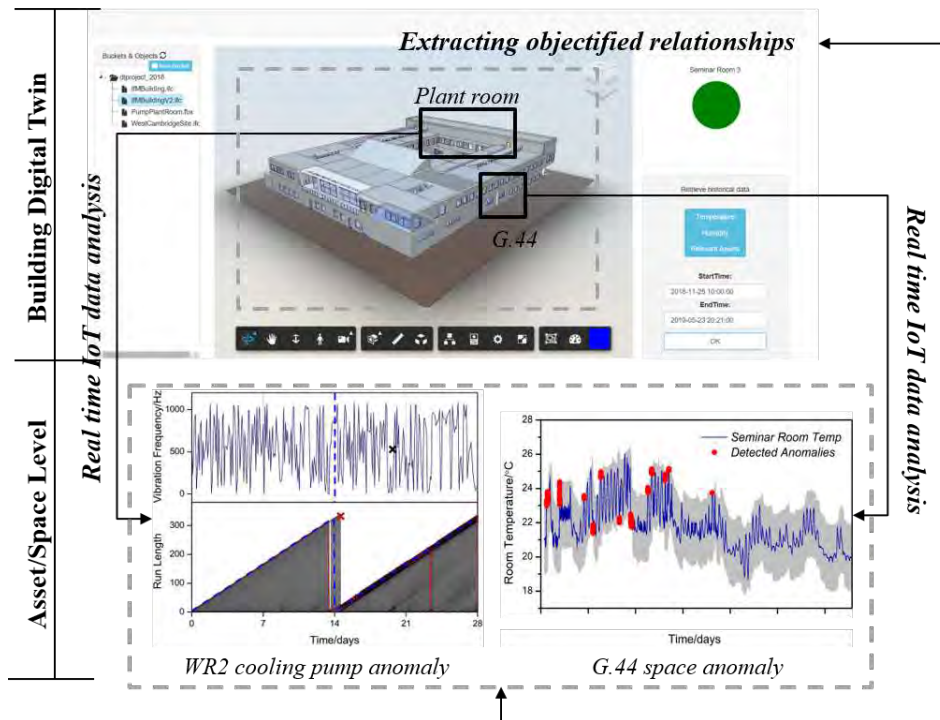 Extracting objectified relationships
Buckets & Objects
dtproject_2018
IfMBuilding.ifc
IfMBuildingV2.ifc
PumpPlantRoom.fbx
WestCambridgeSite.ifc
Plant room
G.44
Seminar Room 3
Retrieve historical data
Temperature
Humidity
Relevant Assets
StartTime:
2018-11-25 10:00:00
EndTime:
2019-05-23 20:21:00
OK
Building Digital Twin
Real time IoT data analysis
Real time IoT data analysis
Asset/Space Level
Vibration Frequency/Hz
1000
500
0
Run Length
300
200
100
0
0 7 14 21 28
Time/days
WR2 cooling pump anomaly
Room Temperature/°C
28
26
24
22
20
18
Seminar Room Temp
Detected Anomalies
Time/days
G.44 space anomaly